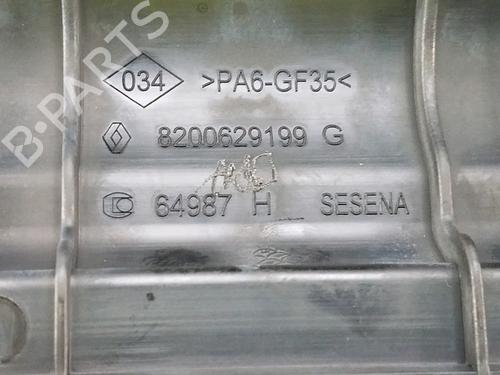 B-PARTS
034 >PA6-GF35<
8200629199 G
64987 H SESENA